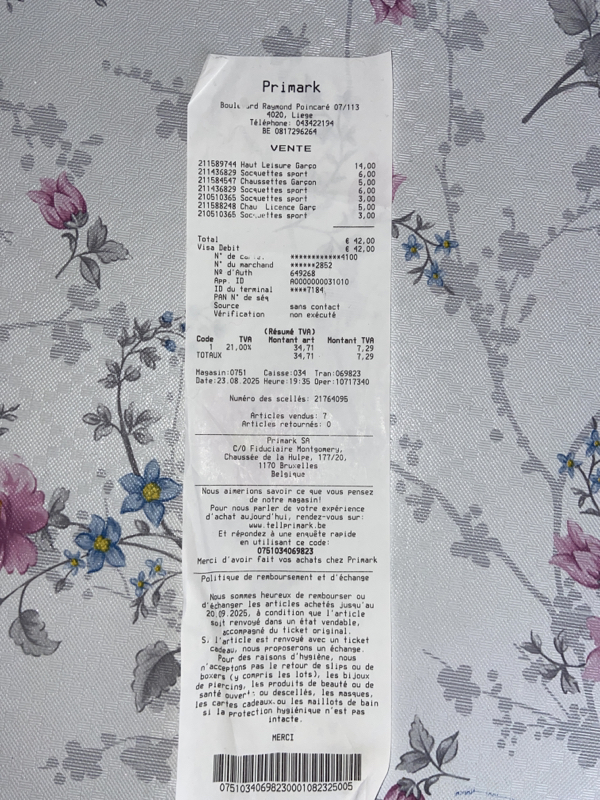 Primark
Raymond Poincaré 07/113
4020, Liege
Téléphone: 043422194
BE 0817296264
VENTE
211589744 Haut Leisure Garço 14,00
211436829 Socquettes sport 6,00
211584547 Chaussettes Garçon 5,00
211436829 Socquettes sport 6,00
210510365 Socquettes sport 3,00
211588248 Licence Garç 5,00
210510365 sport 3,00
Total € 42,00
Visa Debit € 42,00
N° de ************4100
N° du marchand ******2852
Nº d'Auth 649268
App. ID A0000000031010
ID du terminal ****7184
PAN N° de séq
Source sans contact
Vérification non exécuté
(Résumé TVA)
Code TVA Montant art Montant TVA
1 21,00% 34,71 7,29
TOTAUX 34,71 7,29
Magasin:0751 Caisse:034 Tran:069823
Date:23.08.2025 Heure:19:35 Oper:10717340
Numéro des scellés: 21764095
Articles vendus: 7
Articles retournés: 0
Primark SA
C/O Fiduciaire Montgomery,
Chaussée de la Hulpe, 177/20,
1170 Bruxelles
Belgique
Nous aimerions savoir ce que vous pensez
de notre magasin!
Pour nous parler de votre expérience
d'achat aujourd'hui, rendez-vous sur:
www.tellprimark.be
Et répondez à une enquête rapide
en utilisant ce code:
0751034069823
Merci d'avoir fait vos achats chez Primark
Politique de remboursement et d'échange
Nous sommes heureux de rembourser ou
d'échanger les articles achetés jusqu'au
20.09.2025, à condition que l'article
soit renvoyé dans un état vendable,
accompagné du ticket original.
Si l'article est renvoyé avec un ticket
cadeau, nous proposerons un échange.
Pour des raisons d'hygiène, nous
n'acceptons pas le retour de slips ou de
boxers (y compris les lots), les bijoux
de piercing, les produits de beauté ou de
santé ouverts ou descellés, les masques,
les cartes cadeaux ou les maillots de bain
si la protection hygiénique n'est pas
intacte.
MERCI
07510340698230001082325005